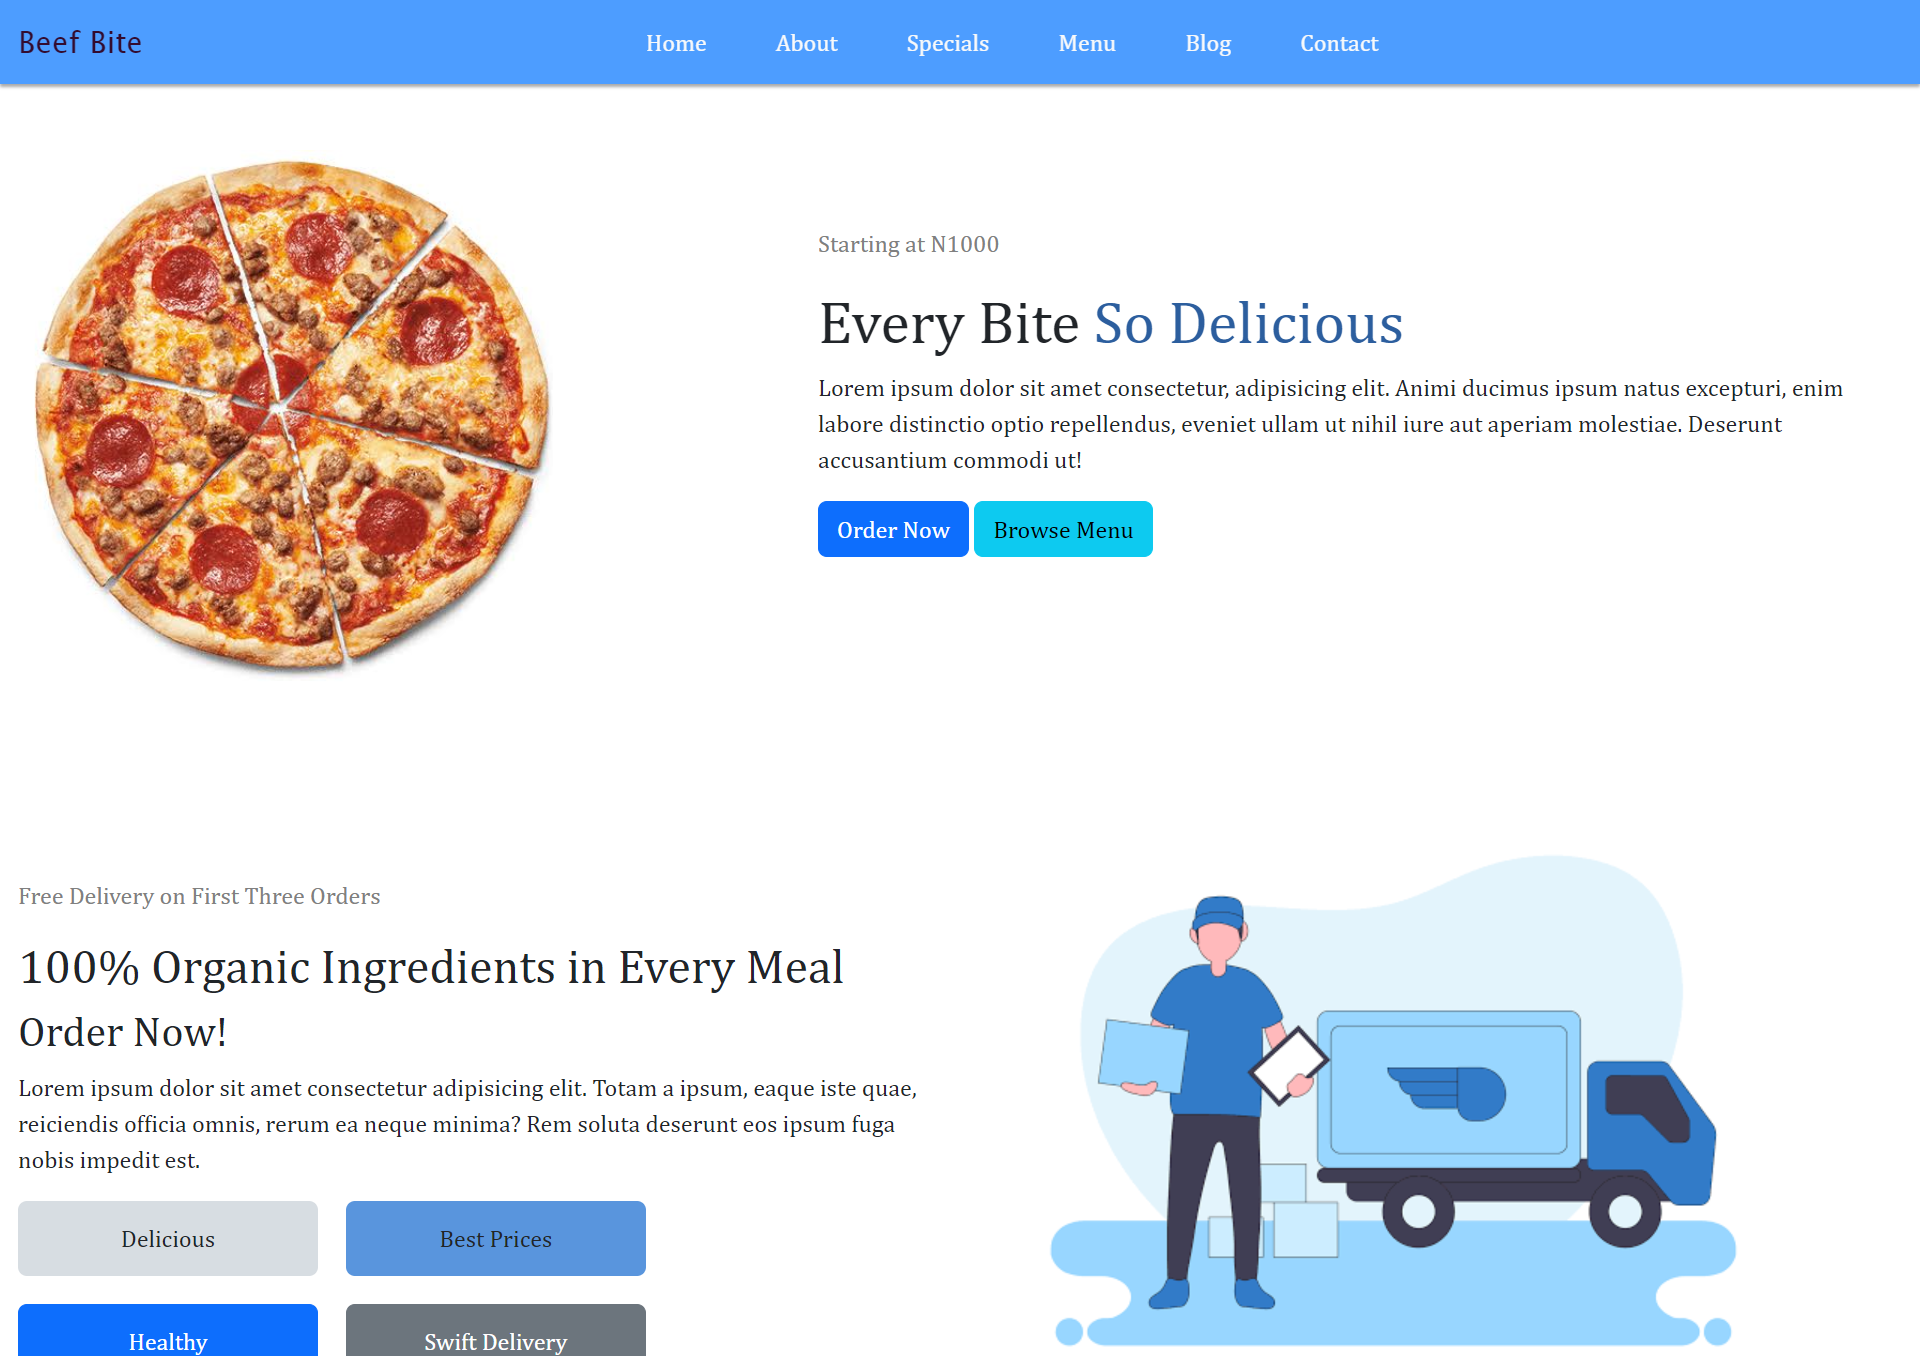 Beef Bite
Home About Specials Menu Blog Contact
Starting at N1000
Every Bite So Delicious
Lorem ipsum dolor sit amet consectetur, adipisicing elit. Animi ducimus ipsum natus excepturi, enim
labore distinctio optio repellendus, eveniet ullam ut nihil iure aut aperiam molestiae. Deserunt
accusantium commodi ut!
Order Now Browse Menu
Free Delivery on First Three Orders
100% Organic Ingredients in Every Meal
Order Now!
Lorem ipsum dolor sit amet consectetur adipisicing elit. Totam a ipsum, eaque iste quae,
reiciendis officia omnis, rerum ea neque minima? Rem soluta deserunt eos ipsum fuga
nobis impedit est.
Delicious Best Prices
Healthy Swift Delivery